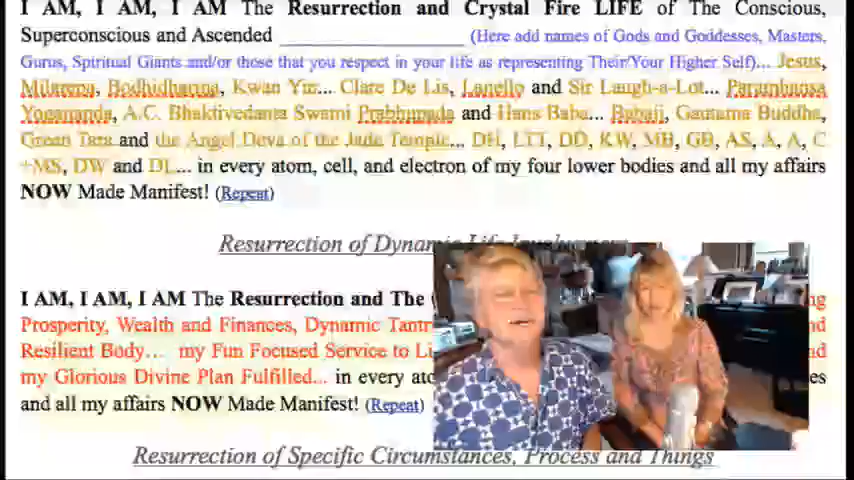 I AM, I AM, I AM The Resurrection and Crystal Fire LIFE of The Conscious,
Superconscious and Ascended ____________________ (Here add names of Gods and Goddesses, Masters,
Gurus, Spiritual Giants and/or those that you respect in your life as representing Their/Your Higher Self)... Jesus,
Milarepa, Bodhidharma, Kwan Yin... Clare De Lis, Lanello and Sir Laugh-a-Lot... Paramhansa
Yogananda, A.C. Bhaktivedanta Swami Prabhupada and Hans Baba... Babaji, Gautama Buddha,
Green Tara and the Angel Deva of the Jade Temple... DH, LTT, DD, KW, MB, GB, AS, A, A, C
+MS, DW and DL... in every atom, cell, and electron of my four lower bodies and all my affairs
NOW Made Manifest! (Repeat)
Resurrection of Dynamic Life
I AM, I AM, I AM The Resurrection and The
Prosperity, Wealth and Finances, Dynamic
Resilient Body... my Fun Focused Service to
my Glorious Divine Plan Fulfilled... in every
and all my affairs NOW Made Manifest! (Repeat)
Resurrection of Specific Circumstances, Process and Things